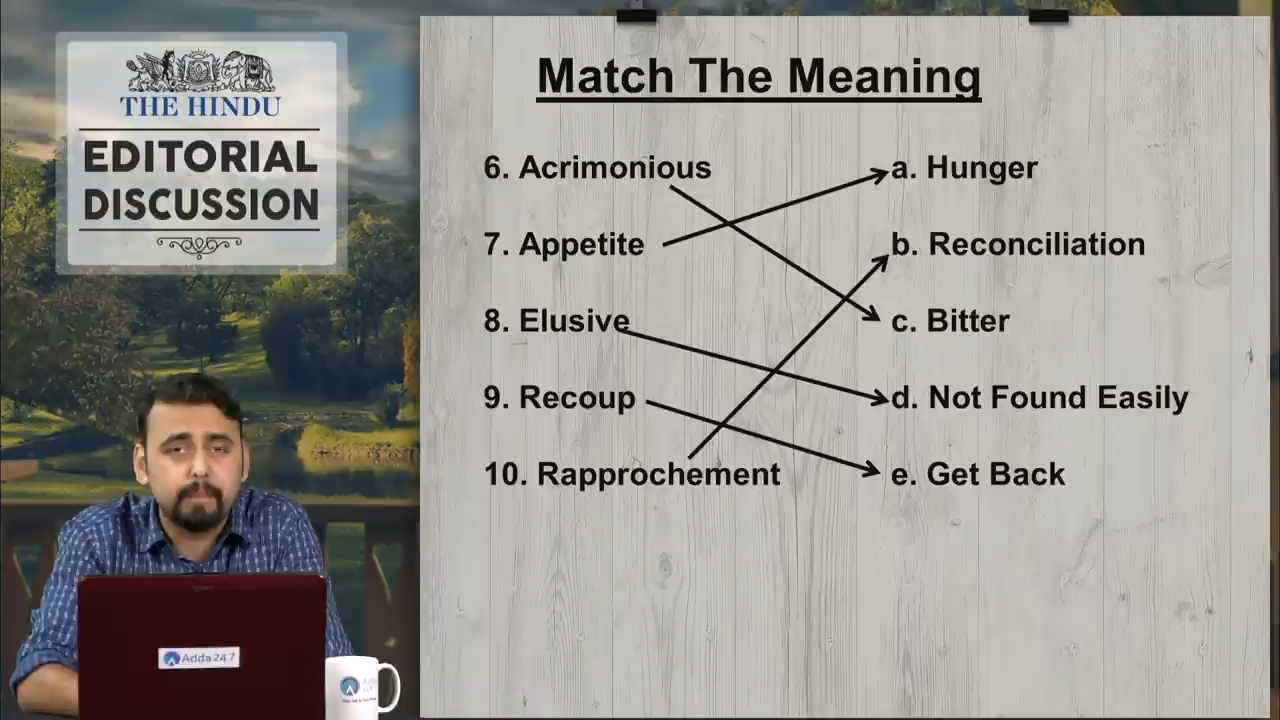 THE HINDU
EDITORIAL
DISCUSSION
Match The Meaning
6. Acrimonious
a. Hunger
7. Appetite
b. Reconciliation
8. Elusive
c. Bitter
9. Recoup
d. Not Found Easily
10. Rapprochement
e. Get Back
Adda247